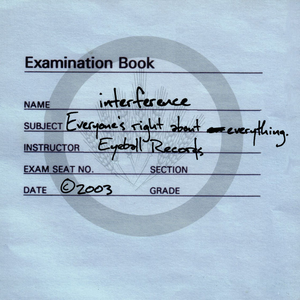 Examination Book
NAME interference
SUBJECT Everyone's right about everything.
INSTRUCTOR Eyeball Records
EXAM SEAT NO. SECTION
DATE ©2003 GRADE